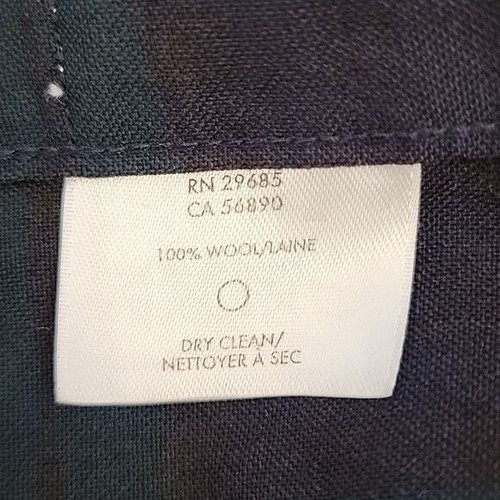 RN 29685
CA 56890
100% WOOL/LAINE
DRY CLEAN/
NETTOYER À SEC